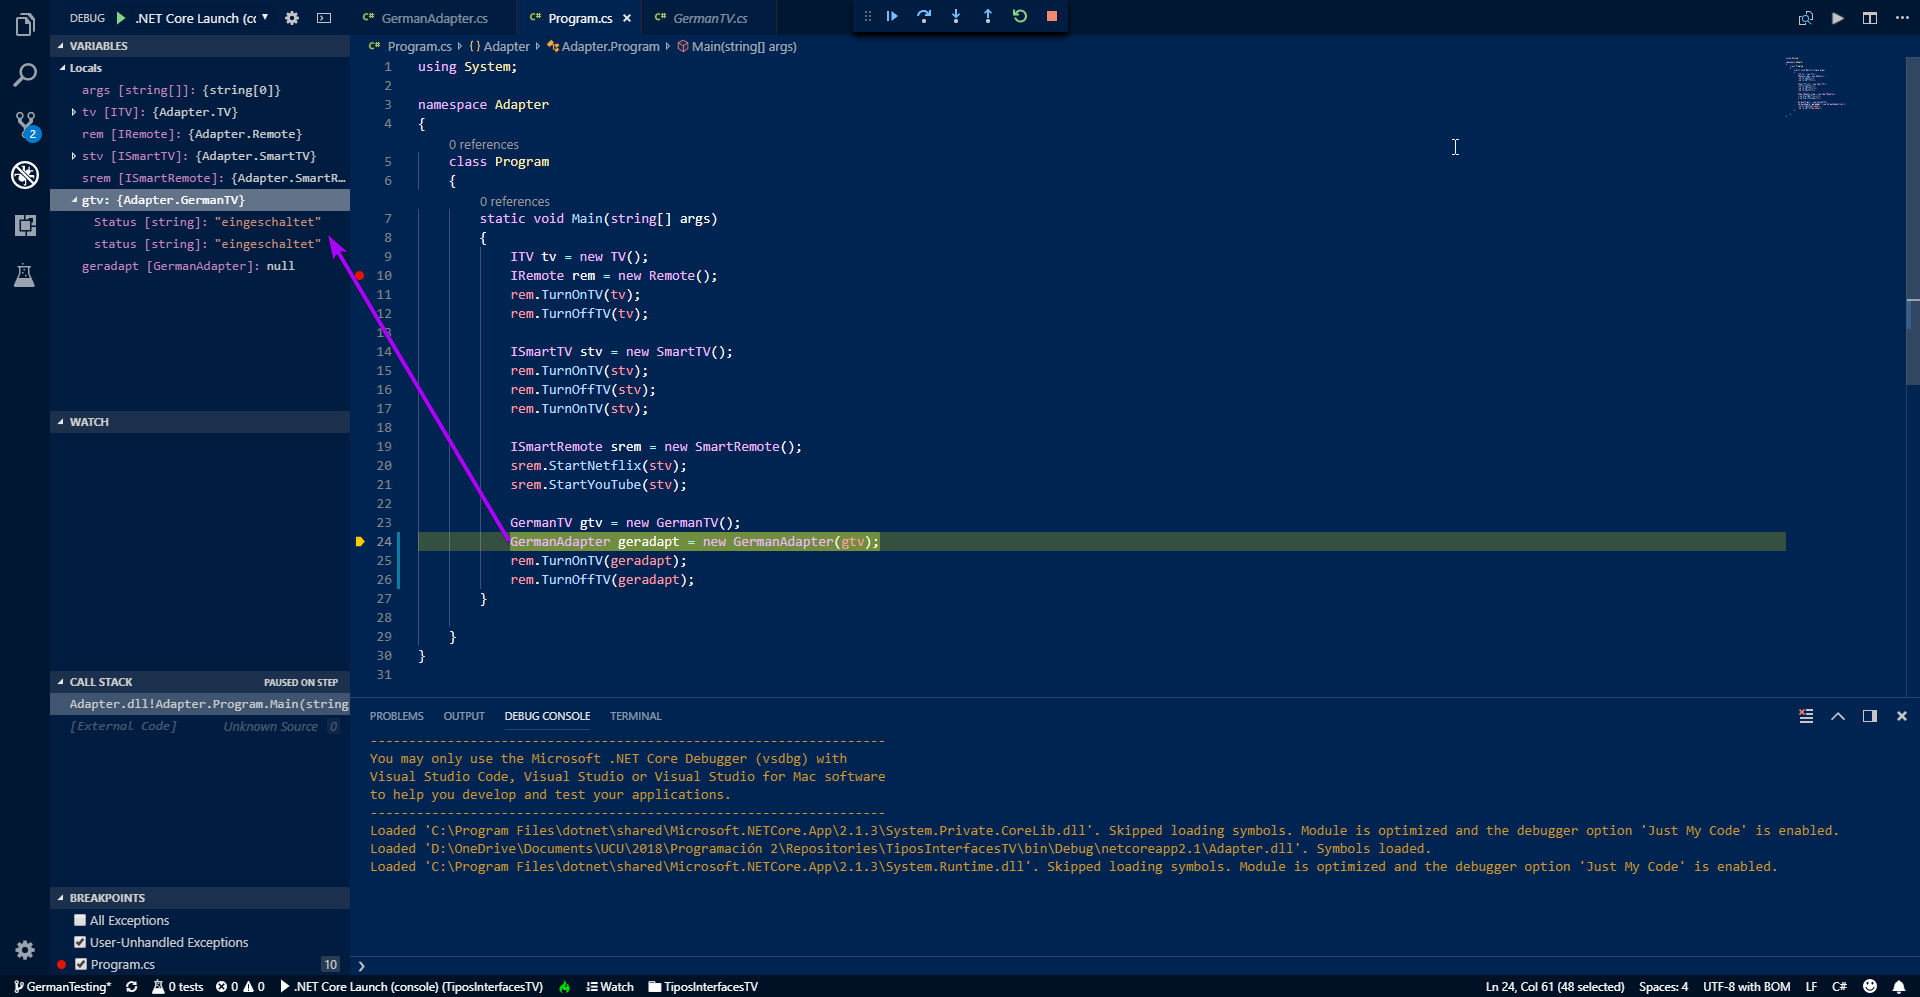 DEBUG .NET Core Launch (cc
GermanAdapter.cs
Program.cs
GermanTV.cs
VARIABLES
Locals
args [string[]]: {string[0]}
tv [ITV]: {Adapter.TV}
rem [IRemote]: {Adapter.Remote}
stv [ISmartTV]: {Adapter.SmartTV}
srem [ISmartRemote]: {Adapter.SmartR…
gtv: {Adapter.GermanTV}
Status [string]: "eingeschaltet"
status [string]: "eingeschaltet"
geradapt [GermanAdapter]: null
2
WATCH
CALL STACK PAUSED ON STEP
Adapter.dll!Adapter.Program.Main(string
[External Code] Unknown Source 0
BREAKPOINTS
All Exceptions
User-Unhandled Exceptions
Program.cs 10
Program.cs Adapter Adapter.Program Main(string[] args)
1 using System;
2
3 namespace Adapter
4 {
0 references
5 class Program
6 {
0 references
7 static void Main(string[] args)
8 {
9 ITV tv = new TV();
10 IRemote rem = new Remote();
11 rem.TurnOnTV(tv);
12 rem.TurnOffTV(tv);
13
14 ISmartTV stv = new SmartTV();
15 rem.TurnOnTV(stv);
16 rem.TurnOffTV(stv);
17 rem.TurnOnTV(stv);
18
19 ISmartRemote srem = new SmartRemote();
20 srem.StartNetflix(stv);
21 srem.StartYouTube(stv);
22
23 GermanTV gtv = new GermanTV();
24 GermanAdapter geradapt = new GermanAdapter(gtv);
25 rem.TurnOnTV(geradapt);
26 rem.TurnOffTV(geradapt);
27 }
28
29 }
30 }
31
PROBLEMS OUTPUT DEBUG CONSOLE TERMINAL
-------------------------------------------------------------------
You may only use the Microsoft .NET Core Debugger (vsdbg) with
Visual Studio Code, Visual Studio or Visual Studio for Mac software
to help you develop and test your applications.
-------------------------------------------------------------------
Loaded 'C:\Program Files\dotnet\shared\Microsoft.NETCore.App\2.1.3\System.Private.CoreLib.dll'. Skipped loading symbols. Module is optimized and the debugger option 'Just My Code' is enabled.
Loaded 'D:\OneDrive\Documents\UCU\2018\Programación 2\Repositories\TiposInterfacesTV\bin\Debug\netcoreapp2.1\Adapter.dll'. Symbols loaded.
Loaded 'C:\Program Files\dotnet\shared\Microsoft.NETCore.App\2.1.3\System.Runtime.dll'. Skipped loading symbols. Module is optimized and the debugger option 'Just My Code' is enabled.
GermanTesting* 0 tests 0 0 .NET Core Launch (console) (TiposInterfacesTV) Watch TiposInterfacesTV Ln 24, Col 61 (48 selected) Spaces: 4 UTF-8 with BOM LF C#